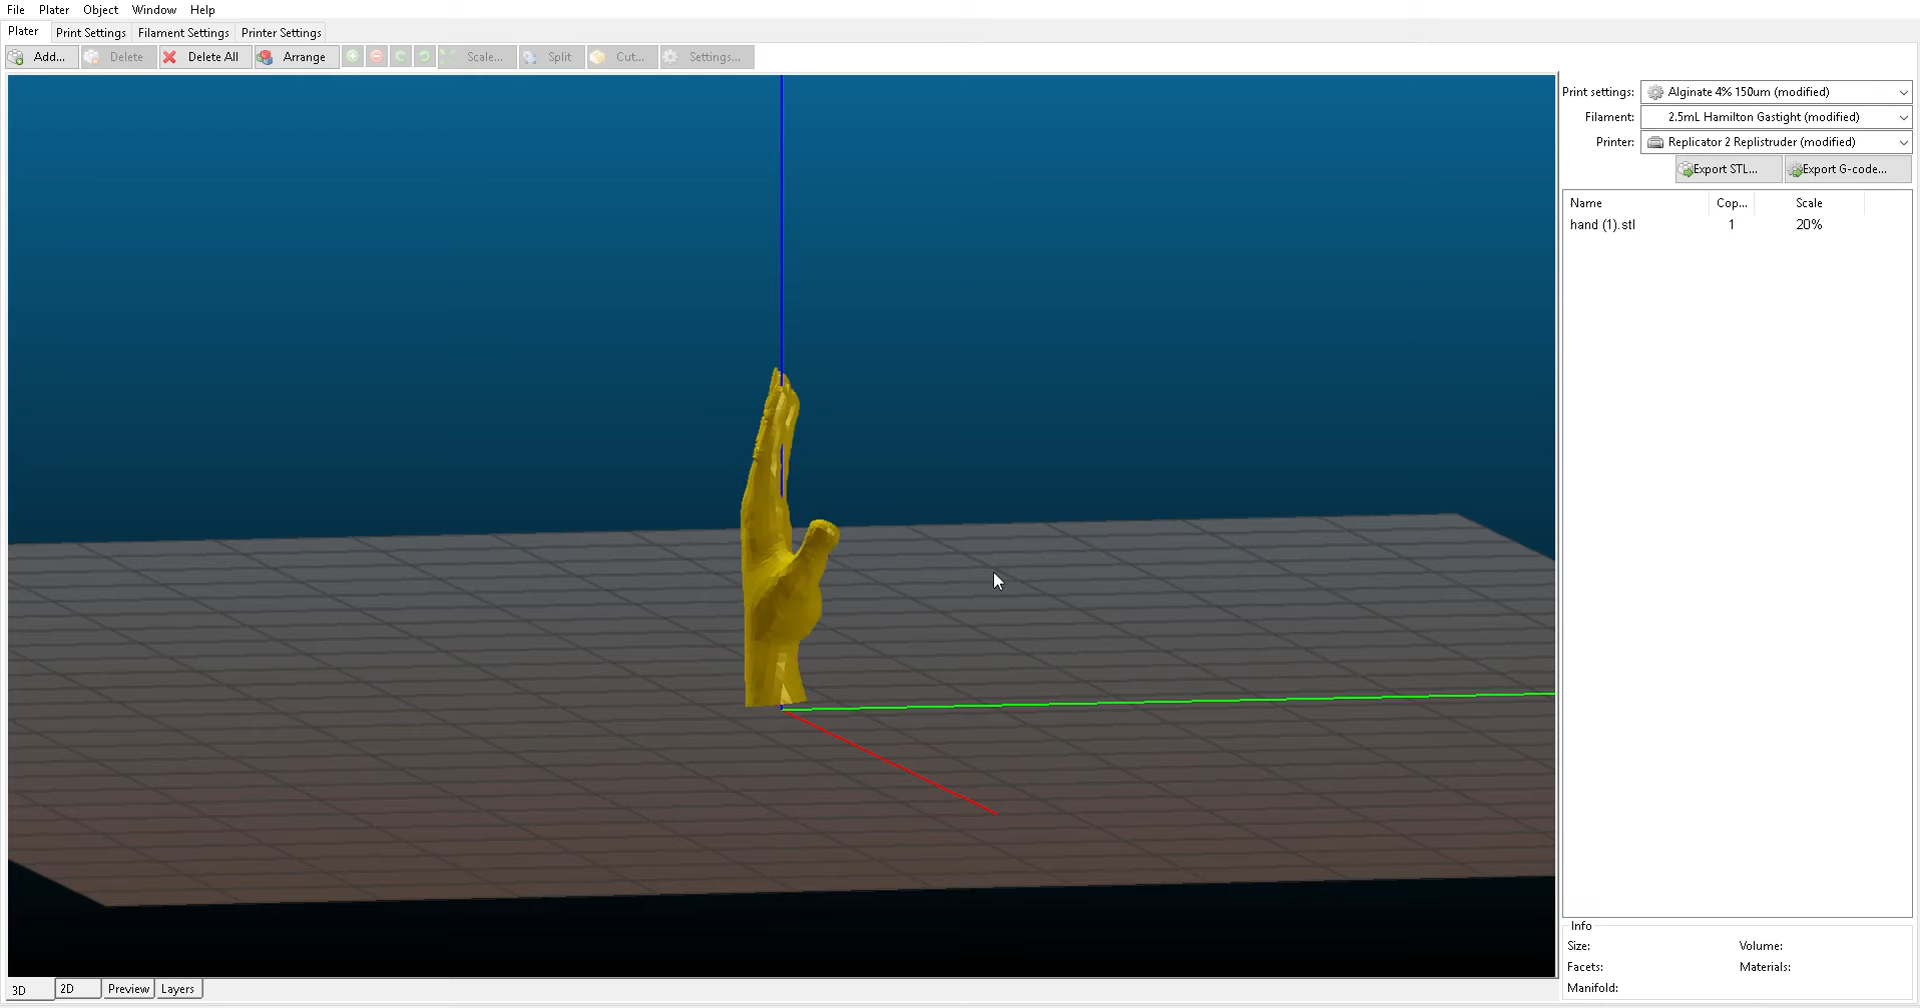 File Plater Object Window Help
Plater Print Settings Filament Settings Printer Settings
Add... Delete Delete All Arrange Scale... Split Cut... Settings...
Print settings: Alginate 4% 150um (modified)
Filament: 2.5mL Hamilton Gastight (modified)
Printer: Replicator 2 Replistruder (modified)
Export STL... Export G-code...
Name Cop... Scale
hand (1).stl 1 20%
Info
Size: Volume:
Facets: Materials:
Manifold:
3D 2D Preview Layers